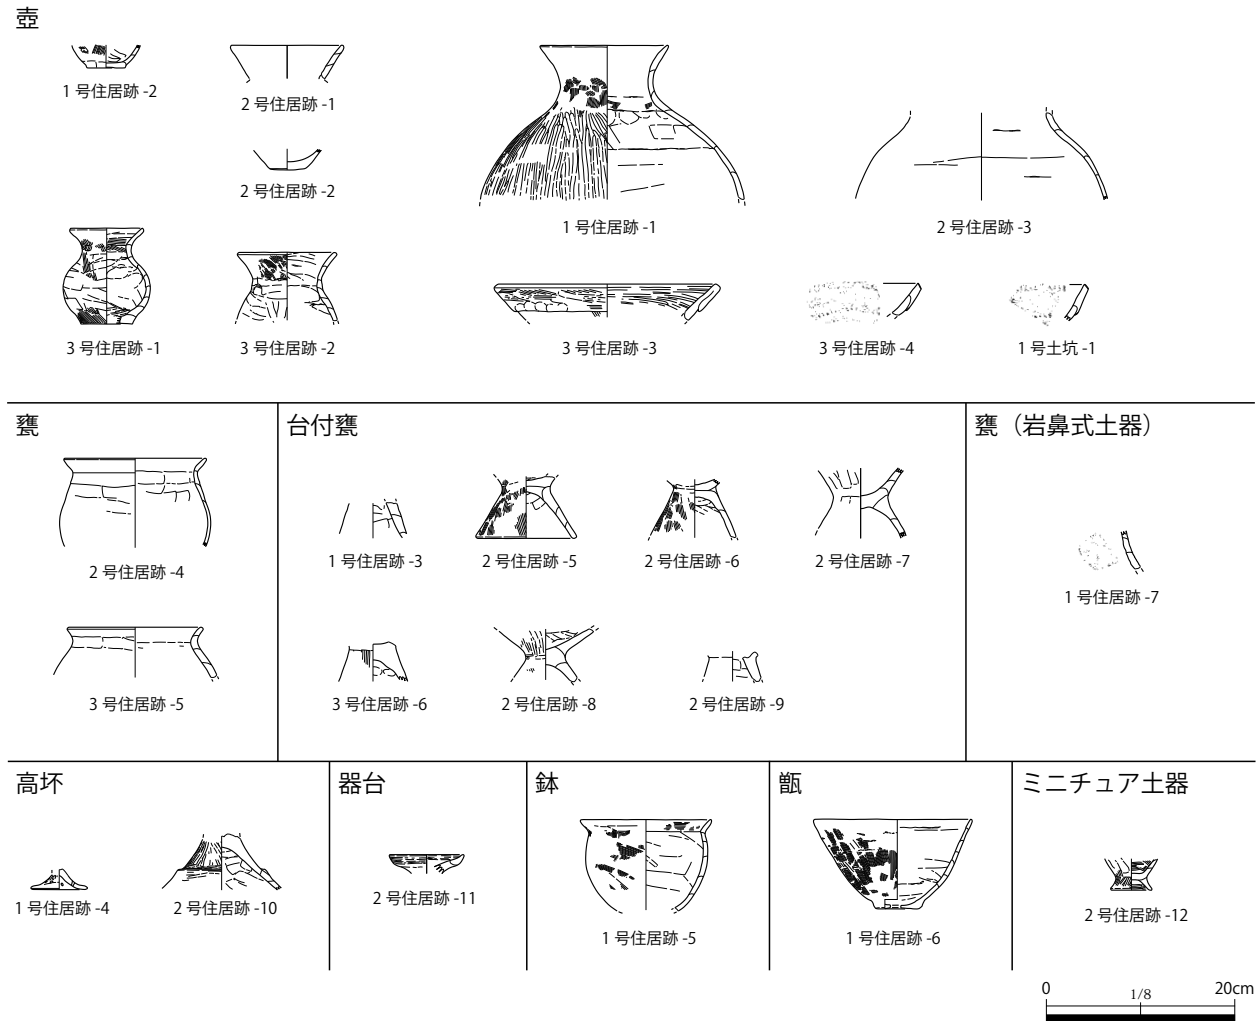 壺
1 号住居跡 -2
2 号住居跡 -1
2 号住居跡 -2
1 号住居跡 -1
2 号住居跡 -3
3 号住居跡 -1
3 号住居跡 -2
3 号住居跡 -3
3 号住居跡 -4
1 号土坑 -1
甕
2 号住居跡 -4
3 号住居跡 -5
台付甕
1 号住居跡 -3
2 号住居跡 -5
2 号住居跡 -6
2 号住居跡 -7
3 号住居跡 -6
2 号住居跡 -8
2 号住居跡 -9
甕（岩鼻式土器）
1 号住居跡 -7
高坏
1 号住居跡 -4
2 号住居跡 -10
器台
2 号住居跡 -11
鉢
1 号住居跡 -5
甑
1 号住居跡 -6
ミニチュア土器
2 号住居跡 -12
0 1/8 20cm